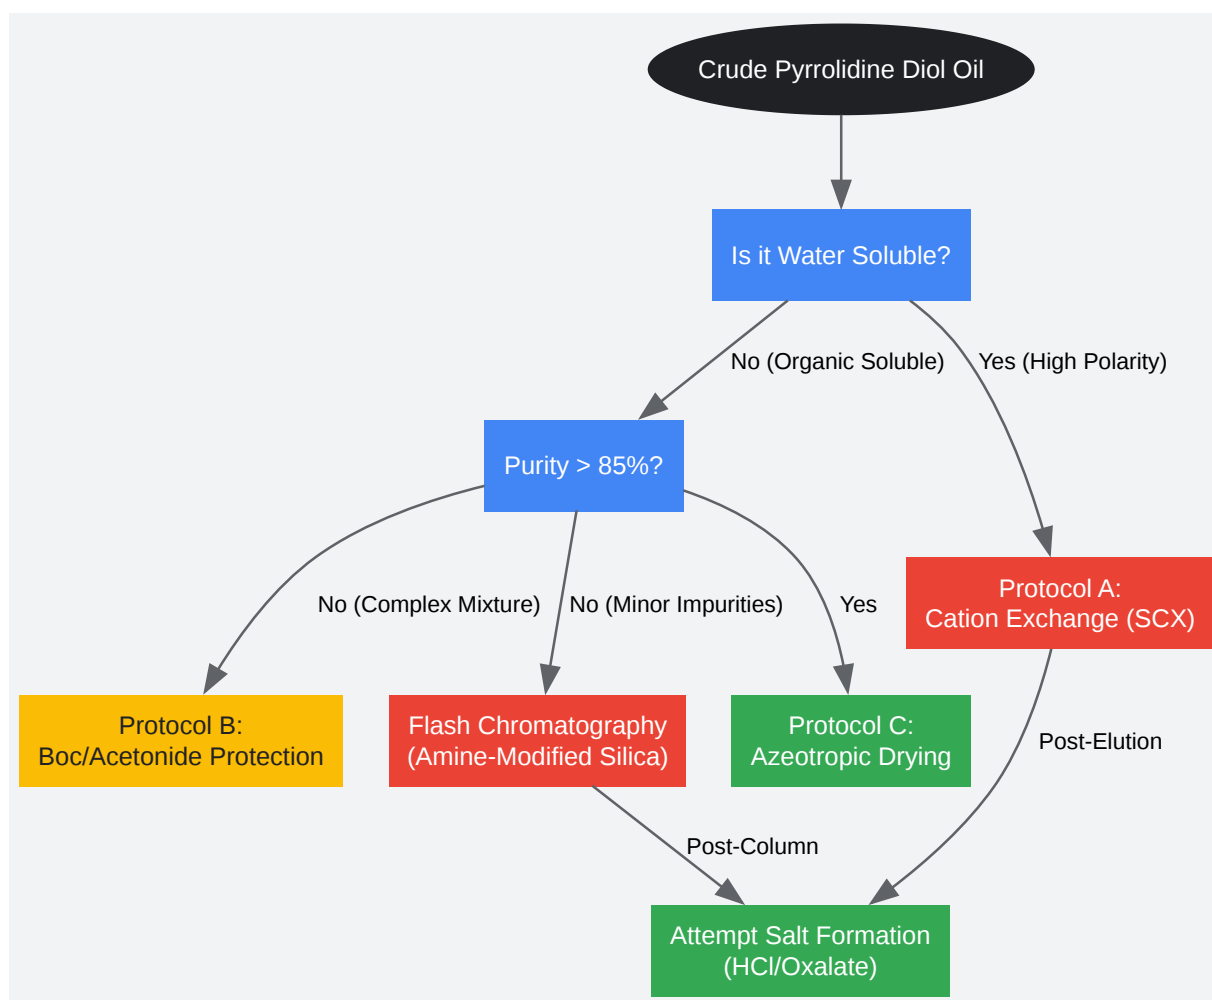 Crude Pyrrolidine Diol Oil
Is it Water Soluble?
No (Organic Soluble)
Yes (High Polarity)
Purity > 85%?
Protocol A:
Cation Exchange (SCX)
No (Complex Mixture)
No (Minor Impurities)
Yes
Protocol B:
Boc/Acetonide Protection
Flash Chromatography
(Amine-Modified Silica)
Protocol C:
Azeotropic Drying
Post-Elution
Post-Column
Attempt Salt Formation
(HCl/Oxalate)